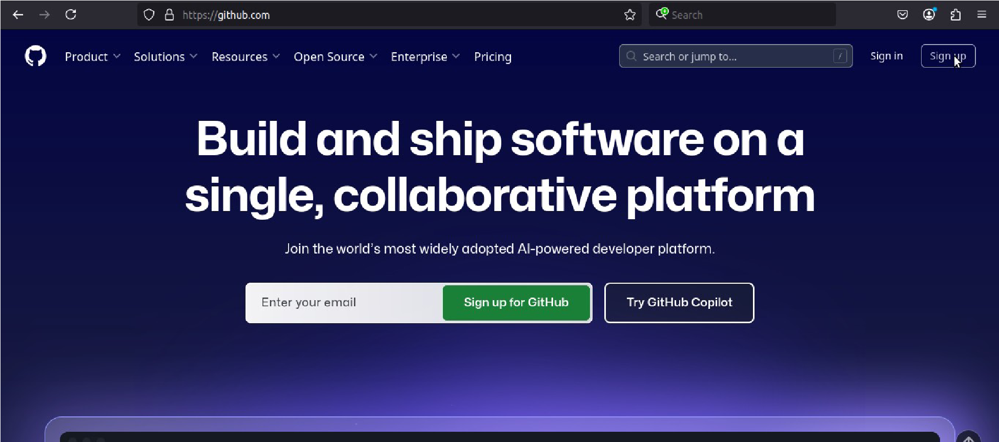 https://github.com
Search
Product Solutions Resources Open Source Enterprise Pricing
Search or jump to... /
Sign in
Sign up
Build and ship software on a
single, collaborative platform
Join the world’s most widely adopted AI-powered developer platform.
Enter your email
Sign up for GitHub
Try GitHub Copilot